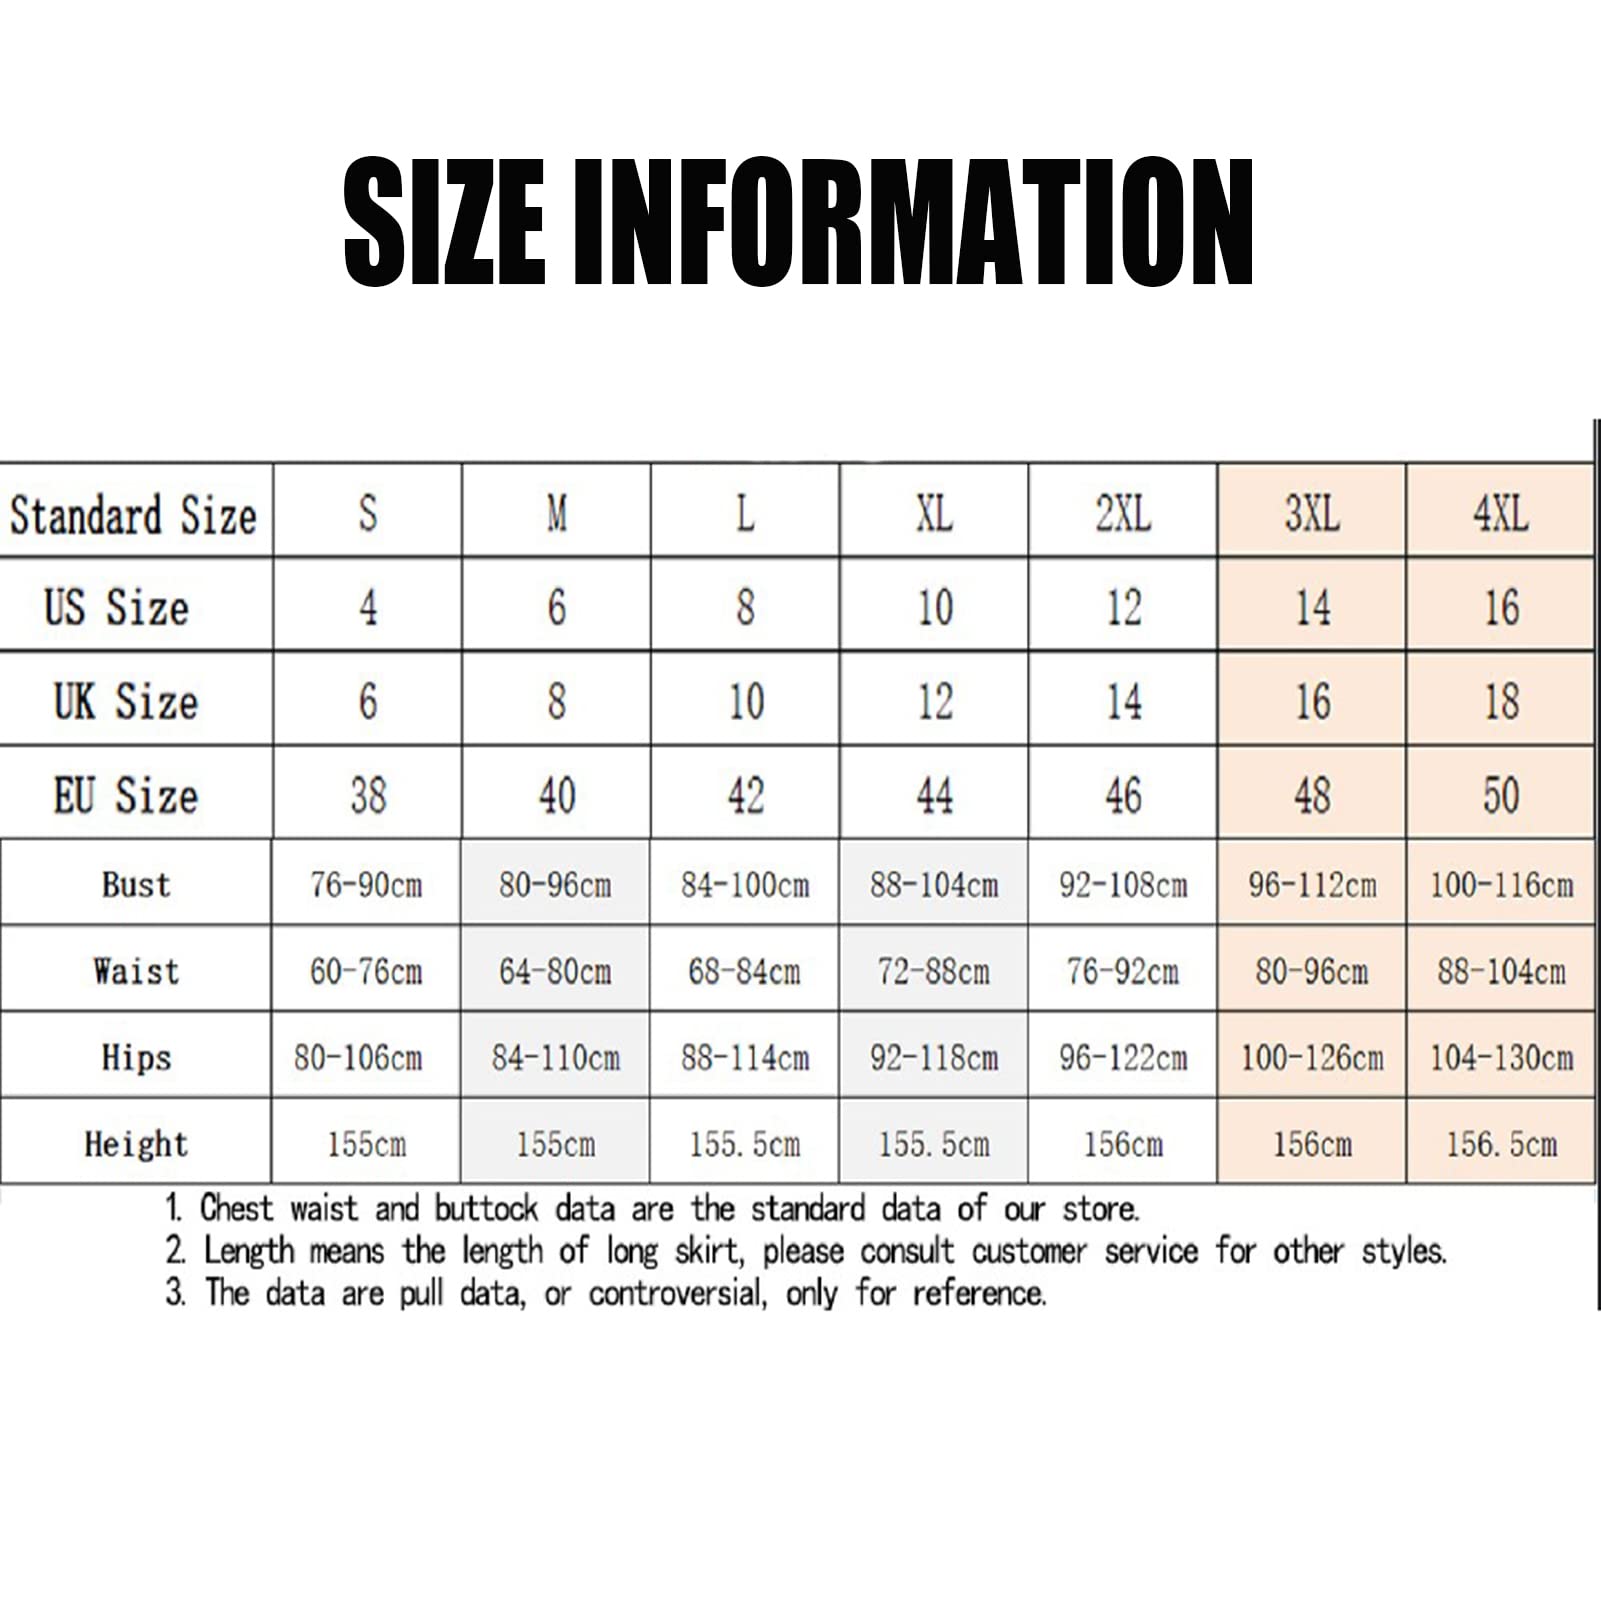 SIZE INFORMATION
Standard Size S M L XL 2XL 3XL 4XL
US Size 4 6 8 10 12 14 16
UK Size 6 8 10 12 14 16 18
EU Size 38 40 42 44 46 48 50
Bust 76-90cm 80-96cm 84-100cm 88-104cm 92-108cm 96-112cm 100-116cm
Waist 60-76cm 64-80cm 68-84cm 72-88cm 76-92cm 80-96cm 88-104cm
Hips 80-106cm 84-110cm 88-114cm 92-118cm 96-122cm 100-126cm 104-130cm
Height 155cm 155cm 155.5cm 155.5cm 156cm 156cm 156.5cm
1. Chest waist and buttock data are the standard data of our store.
2. Length means the length of long skirt, please consult customer service for other styles.
3. The data are pull data, or controversial, only for reference.